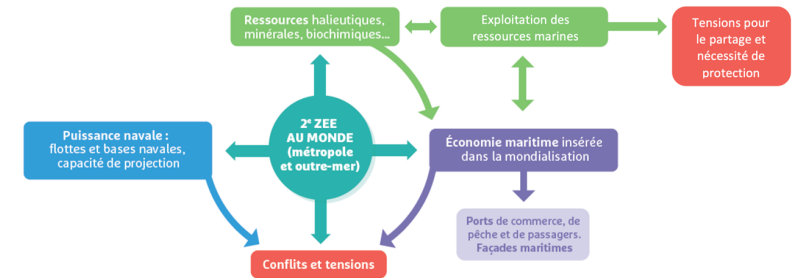 Ressources halieutiques,
minérales, biochimiques...
Exploitation des
ressources marines
Tensions pour
le partage et
nécessité de
protection
Puissance navale :
flottes et bases navales,
capacité de projection
2e ZEE
AU MONDE
(métropole
et outre-mer)
Économie maritime insérée
dans la mondialisation
Ports de commerce, de
pêche et de passagers.
Façades maritimes
Conflits et tensions